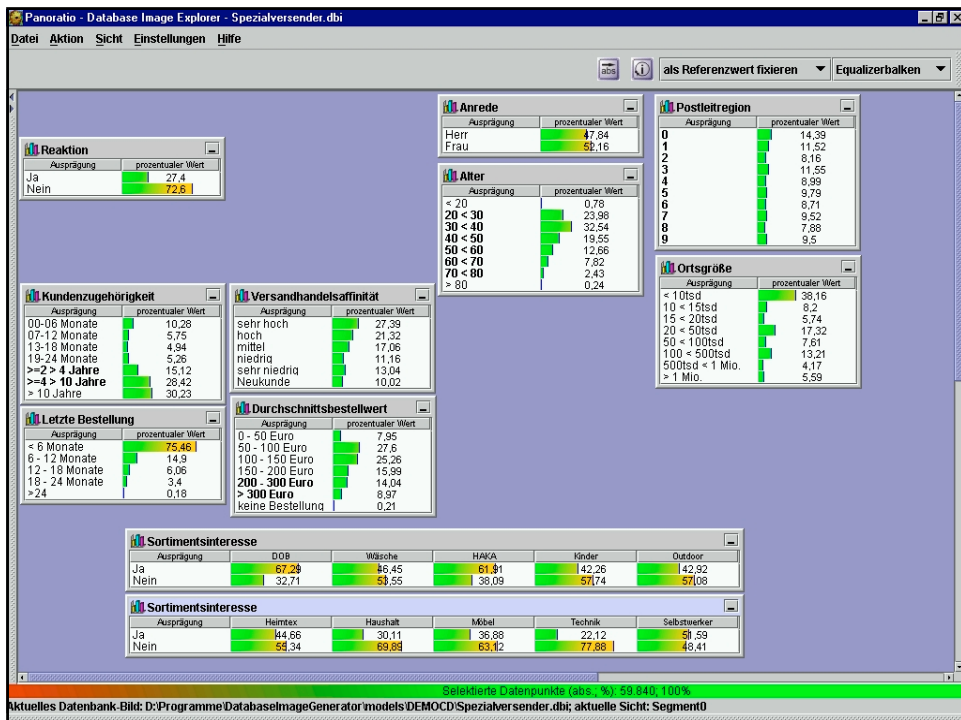 Panoratio - Database Image Explorer - Spezialversender.dbi
Datei Aktion Sicht Einstellungen Hilfe
abs als Referenzwert fixieren Equalizerbalken
Reaktion
Ausprägung prozentualer Wert
Ja 27,4
Nein 72,6
Anrede
Ausprägung prozentualer Wert
Herr 47,84
Frau 52,16
Alter
Ausprägung prozentualer Wert
< 20 0,78
20 < 30 23,98
30 < 40 32,54
40 < 50 19,55
50 < 60 12,66
60 < 70 7,82
70 < 80 2,43
> 80 0,24
Postleitregion
Ausprägung prozentualer Wert
0 14,39
1 11,52
2 8,16
3 11,55
4 8,99
5 9,79
6 8,71
7 9,52
8 7,88
9 9,5
Ortsgröße
Ausprägung prozentualer Wert
< 10tsd 38,16
10 < 15tsd 8,2
15 < 20tsd 5,74
20 < 50tsd 17,32
50 < 100tsd 7,61
100 < 500tsd 13,21
500tsd < 1 Mio. 4,17
> 1 Mio. 5,59
Kundenzugehörigkeit
Ausprägung prozentualer Wert
00-06 Monate 10,28
07-12 Monate 5,75
13-18 Monate 4,94
19-24 Monate 5,26
>=2 > 4 Jahre 15,12
>=4 > 10 Jahre 28,42
> 10 Jahre 30,23
Versandhandelsaffinität
Ausprägung prozentualer Wert
sehr hoch 27,39
hoch 21,32
mittel 17,06
niedrig 11,16
sehr niedrig 13,04
Neukunde 10,02
Letzte Bestellung
Ausprägung prozentualer Wert
< 6 Monate 75,46
6 - 12 Monate 14,9
12 - 18 Monate 6,06
18 - 24 Monate 3,4
>24 0,18
Durchschnittsbestellwert
Ausprägung prozentualer Wert
0 - 50 Euro 7,95
50 - 100 Euro 27,6
100 - 150 Euro 25,26
150 - 200 Euro 15,99
200 - 300 Euro 14,04
> 300 Euro 8,97
keine Bestellung 0,21
Sortimentsinteresse
Ausprägung DOB Wäsche HAKA Kinder Outdoor
Ja 67,29 46,45 61,91 42,26 42,92
Nein 32,71 53,55 38,09 57,74 57,08
Sortimentsinteresse
Ausprägung Heimtex Haushalt Möbel Technik Selbstwerker
Ja 44,66 30,11 36,88 22,12 51,59
Nein 55,34 69,89 63,12 77,88 48,41
Selektierte Datenpunkte (abs.; %): 59.840; 100%
Aktuelles Datenbank-Bild: D:\Programme\DatabaseImageGenerator\models\DEMOCD\Spezialversender.dbi; aktuelle Sicht: Segment0